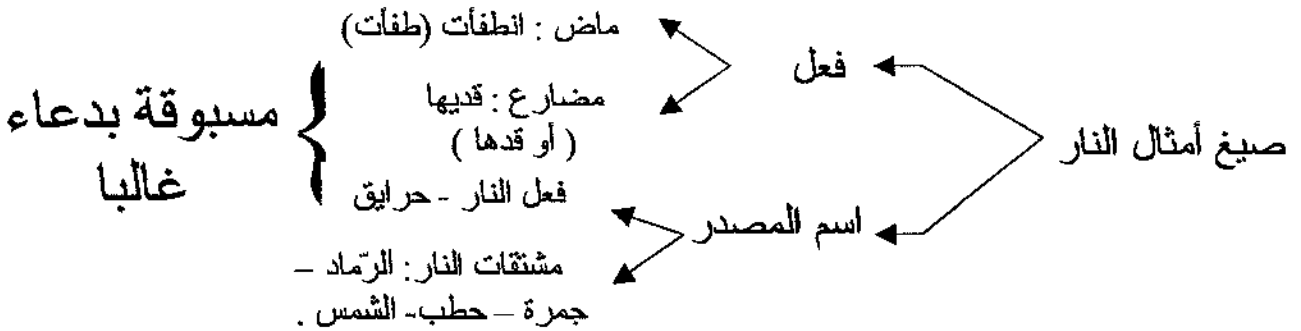 صيغ أمثال النار
فعل
ماض : انطفأت (طفأت)
مضارع : قديها
( أو قدها )
اسم المصدر
فعل النار - حرايق
مشتقات النار: الرّماد –
جمرة – حطب- الشمس .
مسبوقة بدعاء
غالبا